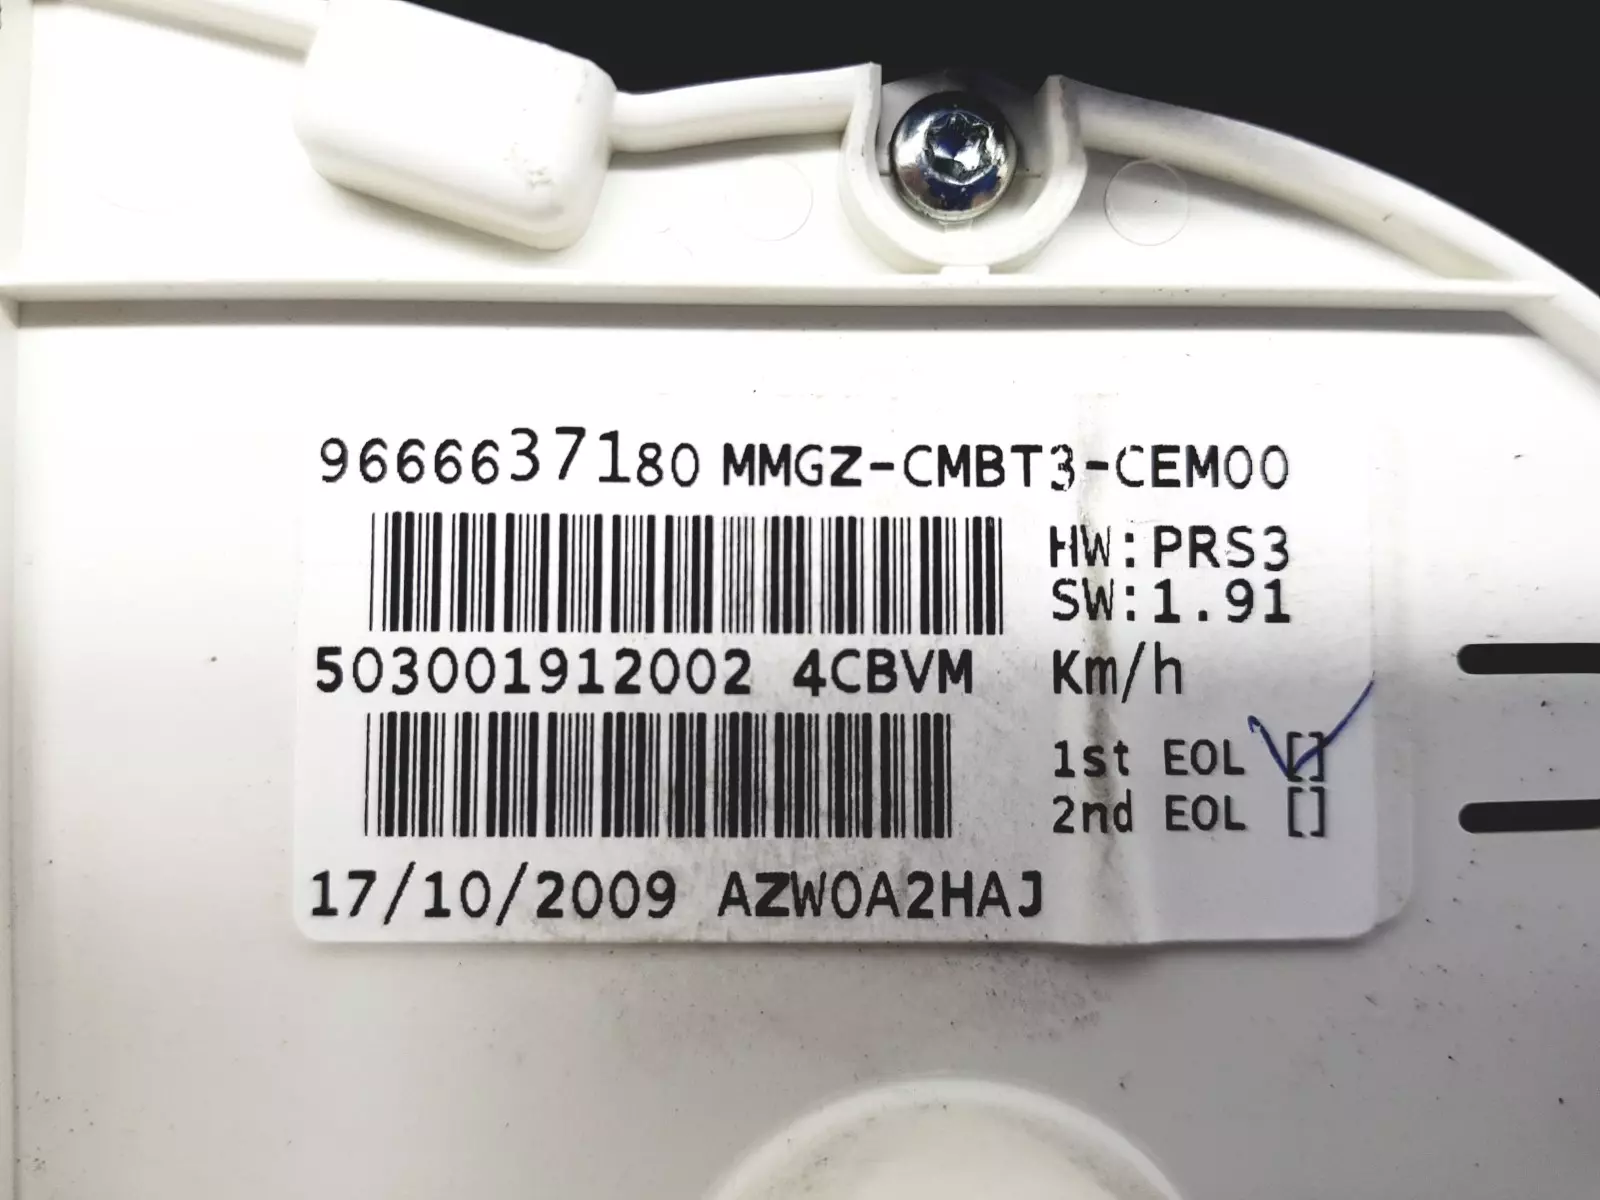 9666637180 MMGZ-CMBT3-CEM00
HW:PRS3
SW:1.91
503001912002 4CBVM Km/h
1st EOL []
2nd EOL []
17/10/2009 AZW0A2HAJ